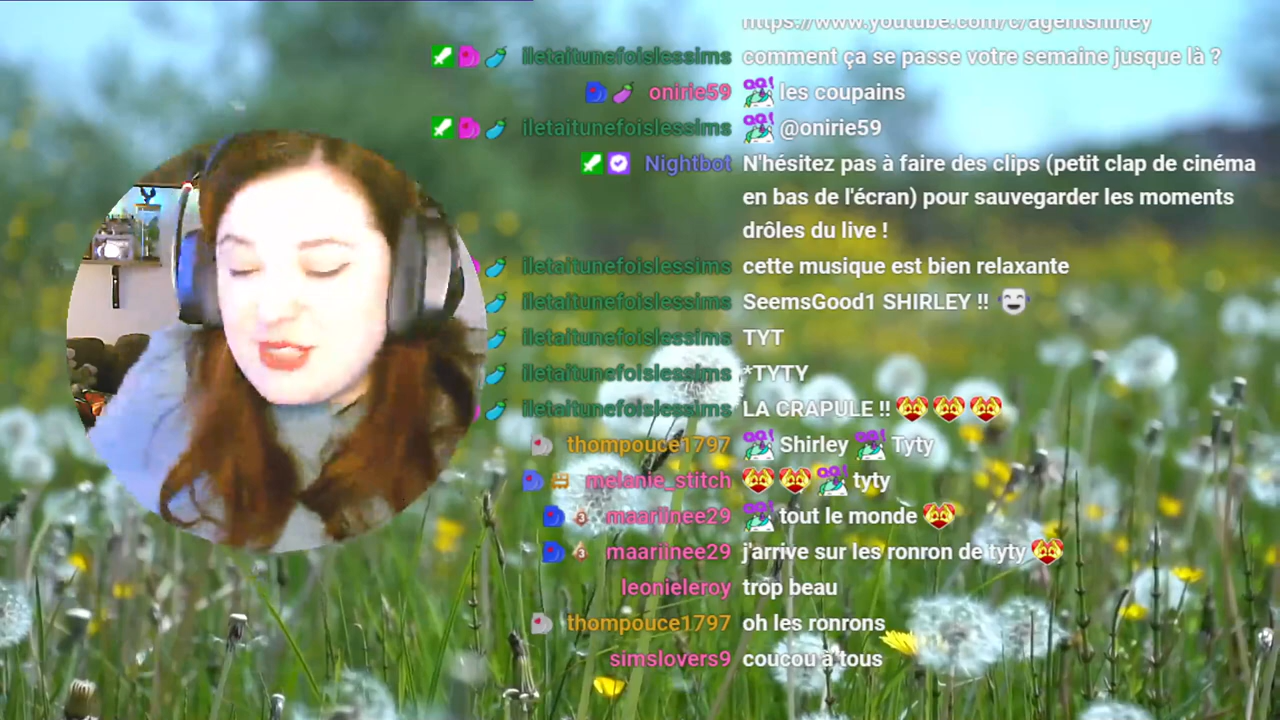 https://www.youtube.com/c/agentshirley
iletaitunefoislessims comment ça se passe votre semaine jusque là ?
onirie59 les coupains
iletaitunefoislessims @onirie59
Nightbot N'hésitez pas à faire des clips (petit clap de cinéma
en bas de l'écran) pour sauvegarder les moments
drôles du live !
iletaitunefoislessims cette musique est bien relaxante
iletaitunefoislessims SeemsGood1 SHIRLEY !!
iletaitunefoislessims TYT
iletaitunefoislessims *TYTY
iletaitunefoislessims LA CRAPULE !!
thompouce1797 Shirley Tyty
melanie_stitch tyty
maariinee29 tout le monde
maariinee29 j'arrive sur les ronron de tyty
leonieleroy trop beau
thompouce1797 oh les ronrons
simslovers9 coucou à tous